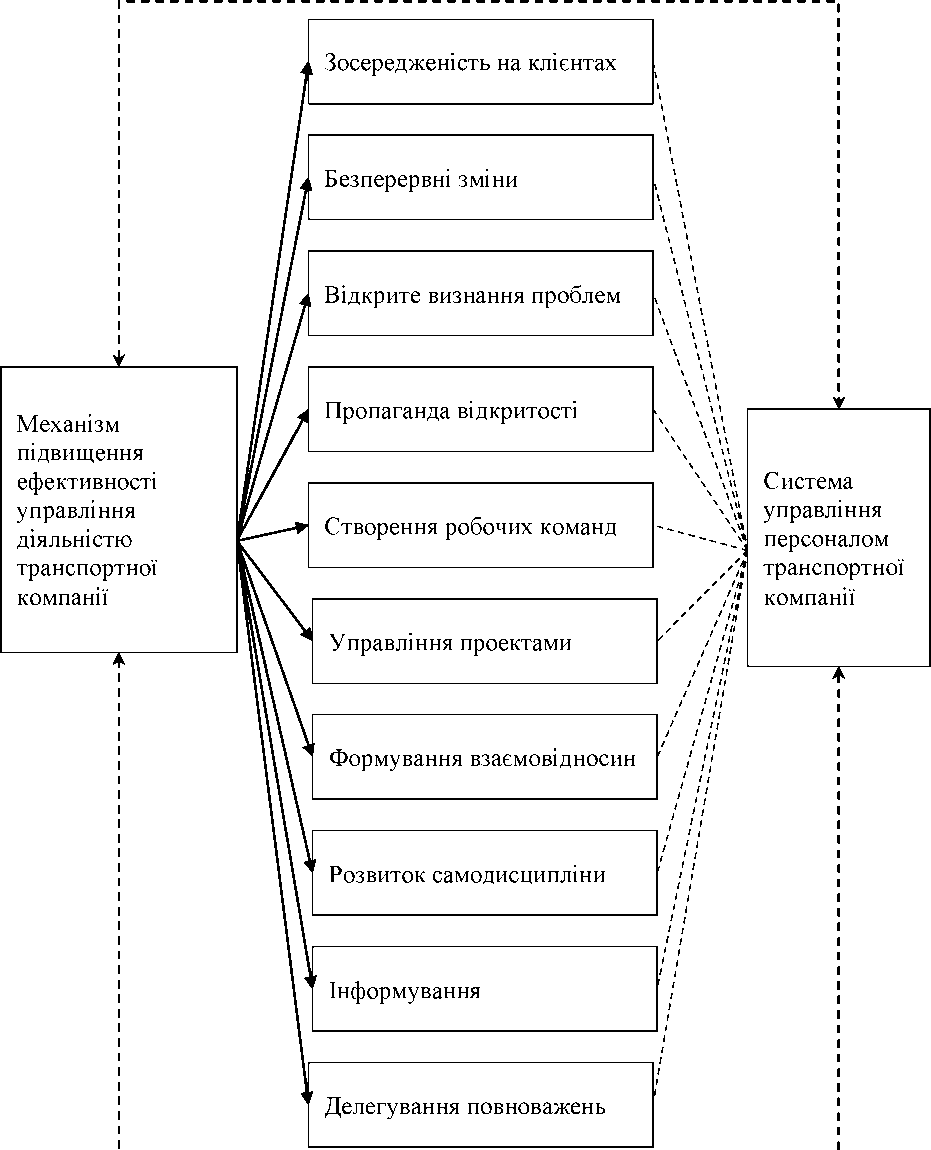 Зосередженість на клієнтах
Безперервні зміни
Відкрите визнання проблем
Пропаганда відкритості
Створення робочих команд
Управління проектами
Формування взаємовідносин
Розвиток самодисципліни
Інформування
Делегування повноважень
Механізм
підвищення
ефективності
управління
діяльністю
транспортної
компанії
Система
управління
персоналом
транспортної
компанії